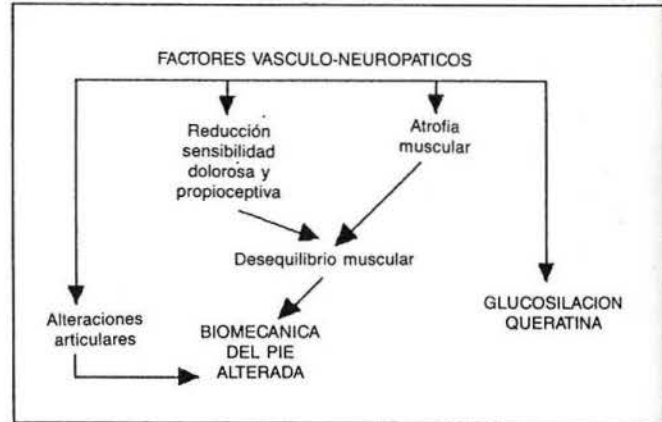 FACTORES VASCULO-NEUROPATICOS
Reducción
sensibilidad
dolorosa y
propioceptiva
Atrofia
muscular
Desequilibrio muscular
Alteraciones
articulares
BIOMECANICA
DEL PIE
ALTERADA
GLUCOSILACION
QUERATINA